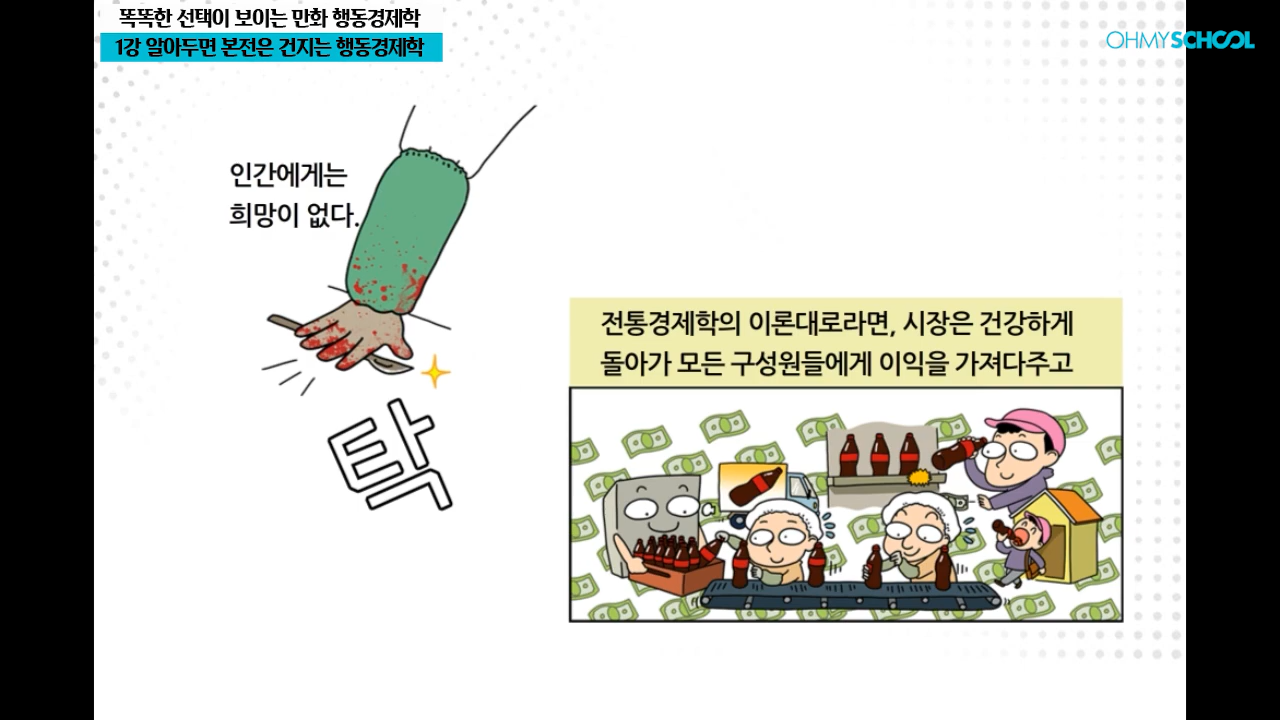 똑똑한 선택이 보이는 만화 행동경제학
1강 알아두면 본전은 건지는 행동경제학
OHMYSCHOOL
인간에게는
희망이 없다.
탁
전통경제학의 이론대로라면, 시장은 건강하게
돌아가 모든 구성원들에게 이익을 가져다주고